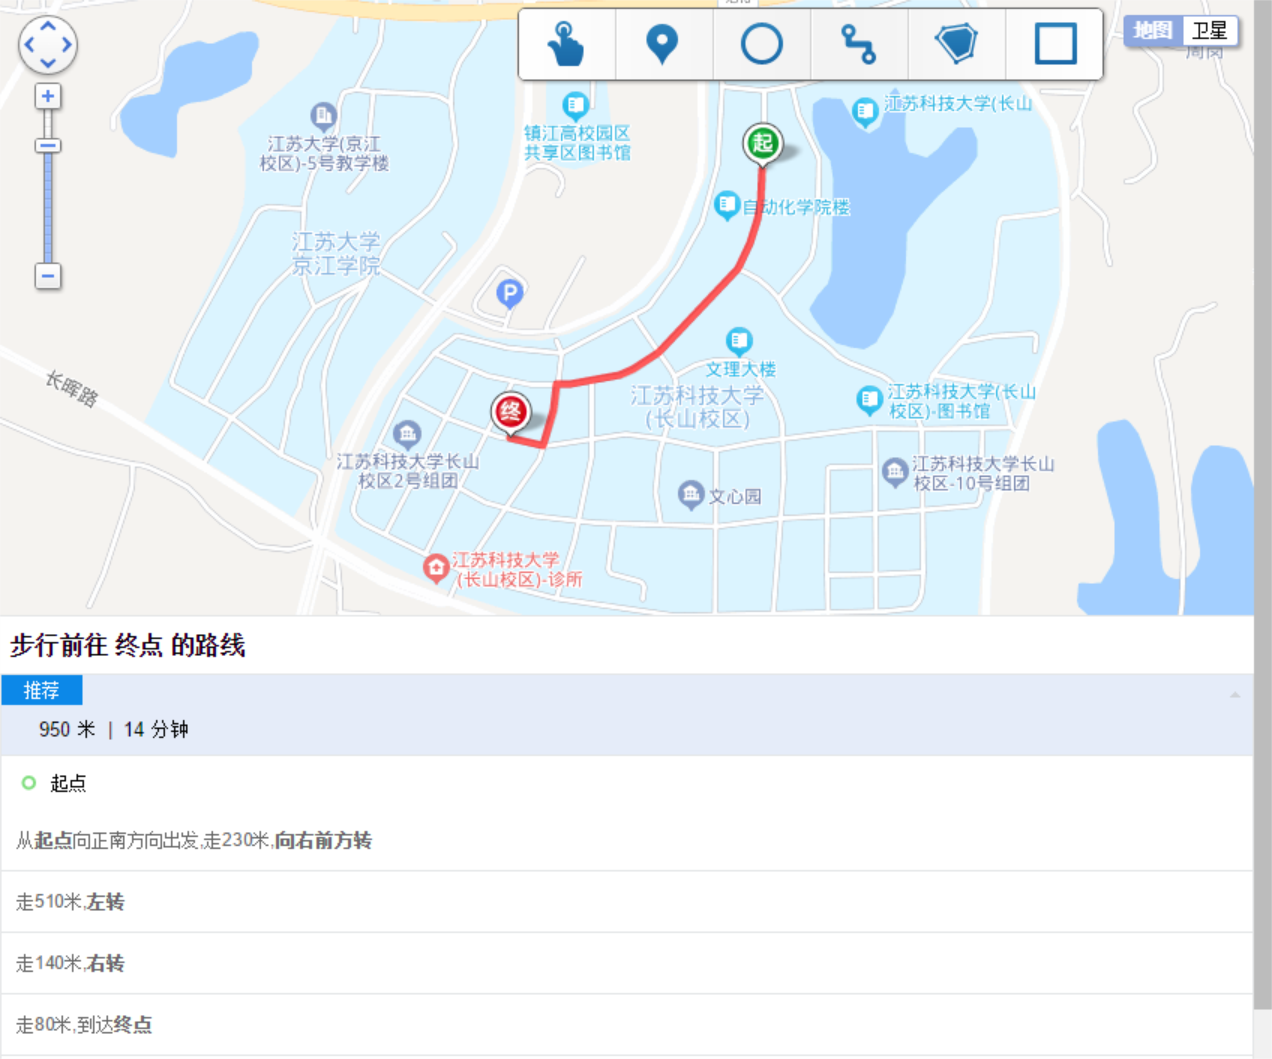 地图 卫星
周岗
江苏科技大学(长山
江苏大学(京江
校区)-5号教学楼
镇江高校园区
共享区图书馆
起
自动化学院楼
江苏大学
京江学院
P
文理大楼
长晖路
江苏科技大学
(长山校区)
江苏科技大学(长山
校区)-图书馆
终
江苏科技大学长山
校区2号组团
江苏科技大学长山
校区-10号组团
文心园
江苏科技大学
(长山校区)-诊所
步行前往 终点 的路线
推荐
950 米 | 14 分钟
起点
从起点向正南方向出发,走230米,向右前方转
走510米,左转
走140米,右转
走80米,到达终点